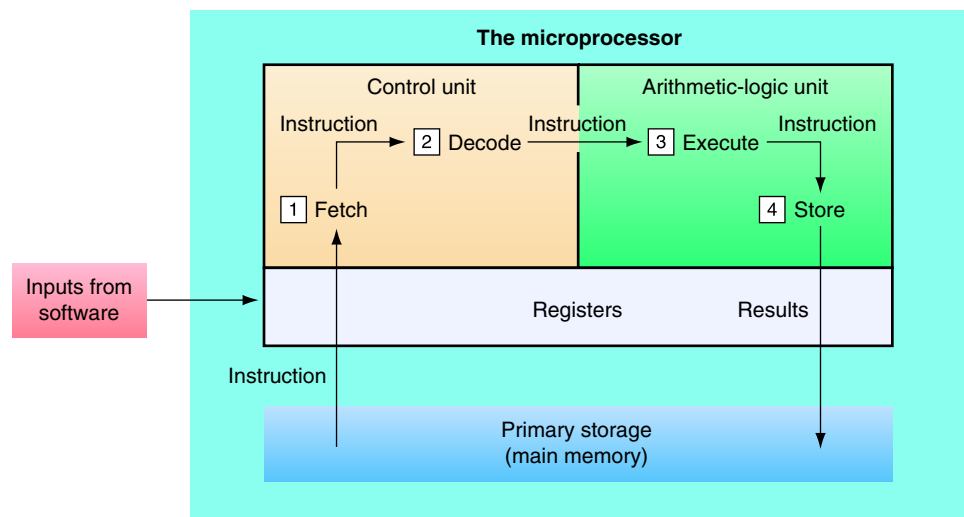 The microprocessor
Control unit
Arithmetic-logic unit
Instruction
2 Decode
Instruction
3 Execute
Instruction
1 Fetch
4 Store
Inputs from
software
Registers
Results
Instruction
Primary storage
(main memory)